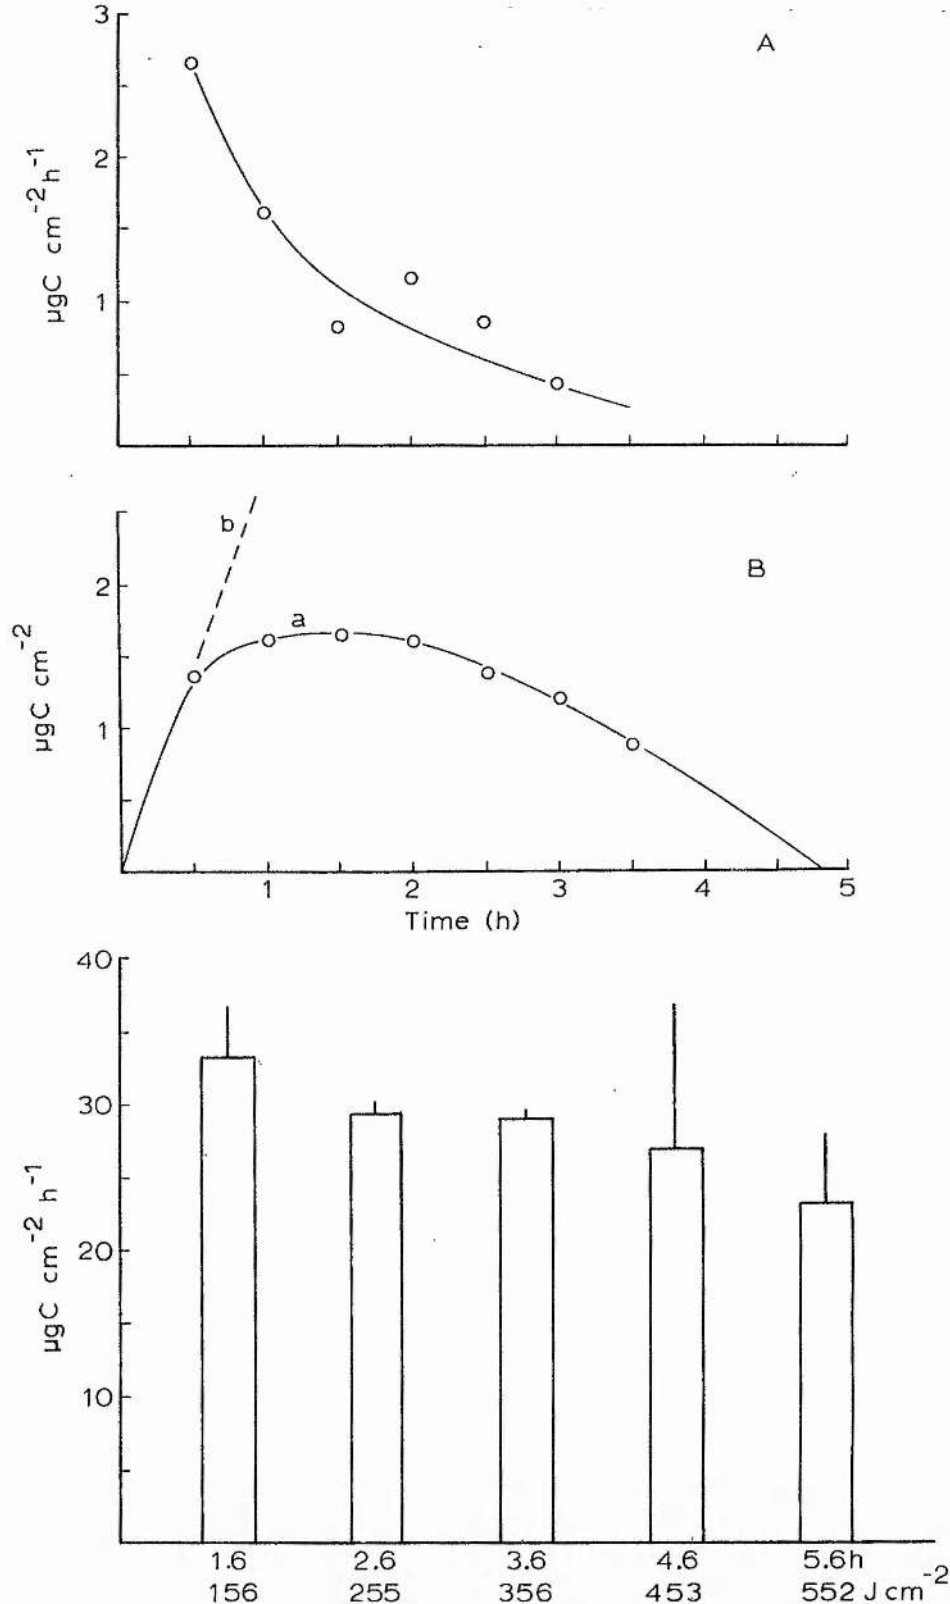 3
A
2
µgC cm⁻²h⁻¹
1
b
B
2
a
µgC cm⁻²
1
1 2 3 4 5
Time (h)
40
30
µgC cm⁻² h⁻¹
20
10
1.6 2.6 3.6 4.6 5.6h
156 255 356 453 552 J cm⁻²